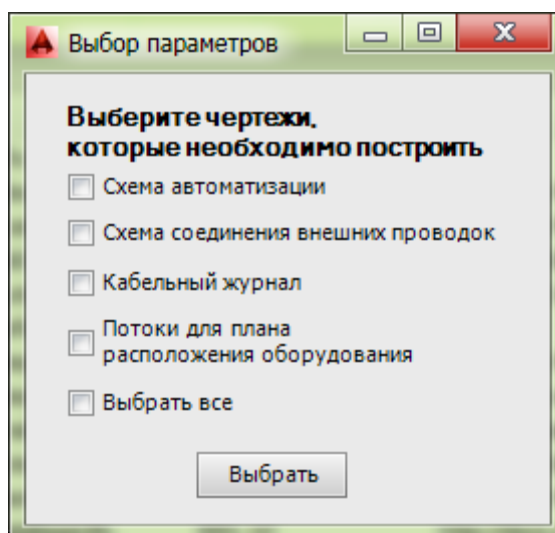 Выбор параметров
Выберите чертежи,
которые необходимо построить
Схема автоматизации
Схема соединения внешних проводок
Кабельный журнал
Потоки для плана
расположения оборудования
Выбрать все
Выбрать